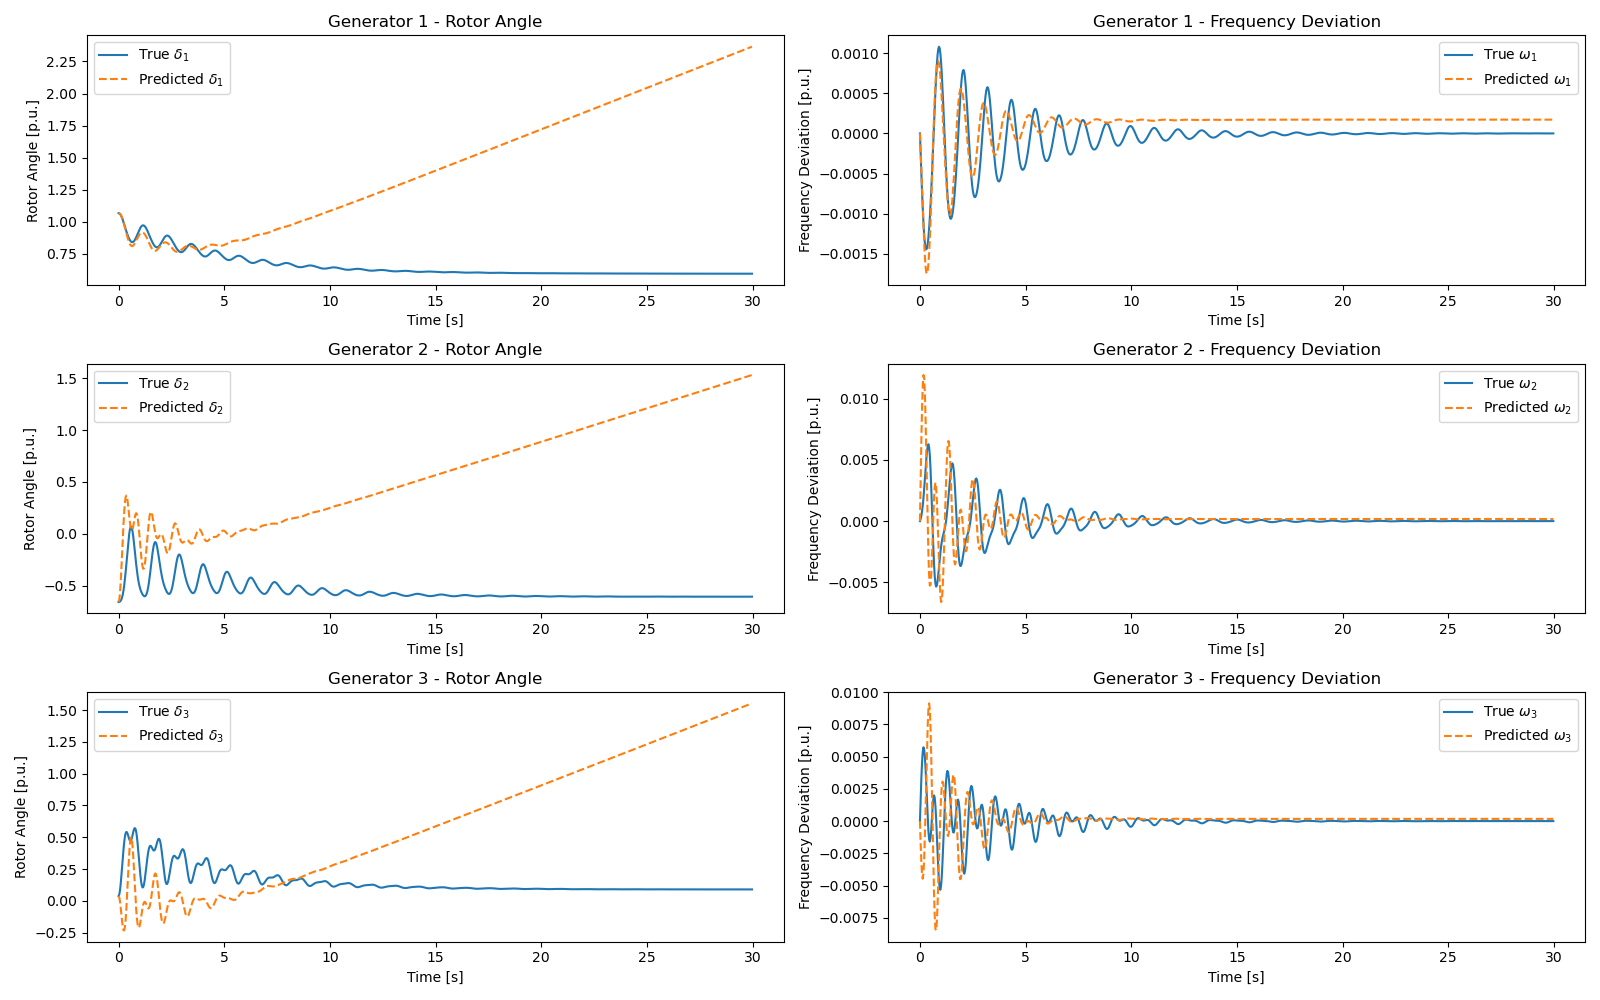 Generator 1 - Rotor Angle
Rotor Angle [p.u.]
2.25
2.00
1.75
1.50
1.25
1.00
0.75
True δ₁
Predicted δ₁
0 5 10 15 20 25 30
Time [s]
Generator 1 - Frequency Deviation
Frequency Deviation [p.u.]
0.0010
0.0005
0.0000
−0.0005
−0.0010
−0.0015
True ω₁
Predicted ω₁
0 5 10 15 20 25 30
Time [s]
Generator 2 - Rotor Angle
Rotor Angle [p.u.]
1.5
1.0
0.5
0.0
−0.5
True δ₂
Predicted δ₂
0 5 10 15 20 25 30
Time [s]
Generator 2 - Frequency Deviation
Frequency Deviation [p.u.]
0.010
0.005
0.000
−0.005
True ω₂
Predicted ω₂
0 5 10 15 20 25 30
Time [s]
Generator 3 - Rotor Angle
Rotor Angle [p.u.]
1.50
1.25
1.00
0.75
0.50
0.25
0.00
−0.25
True δ₃
Predicted δ₃
0 5 10 15 20 25 30
Time [s]
Generator 3 - Frequency Deviation
Frequency Deviation [p.u.]
0.0100
0.0075
0.0050
0.0025
0.0000
−0.0025
−0.0050
−0.0075
True ω₃
Predicted ω₃
0 5 10 15 20 25 30
Time [s]